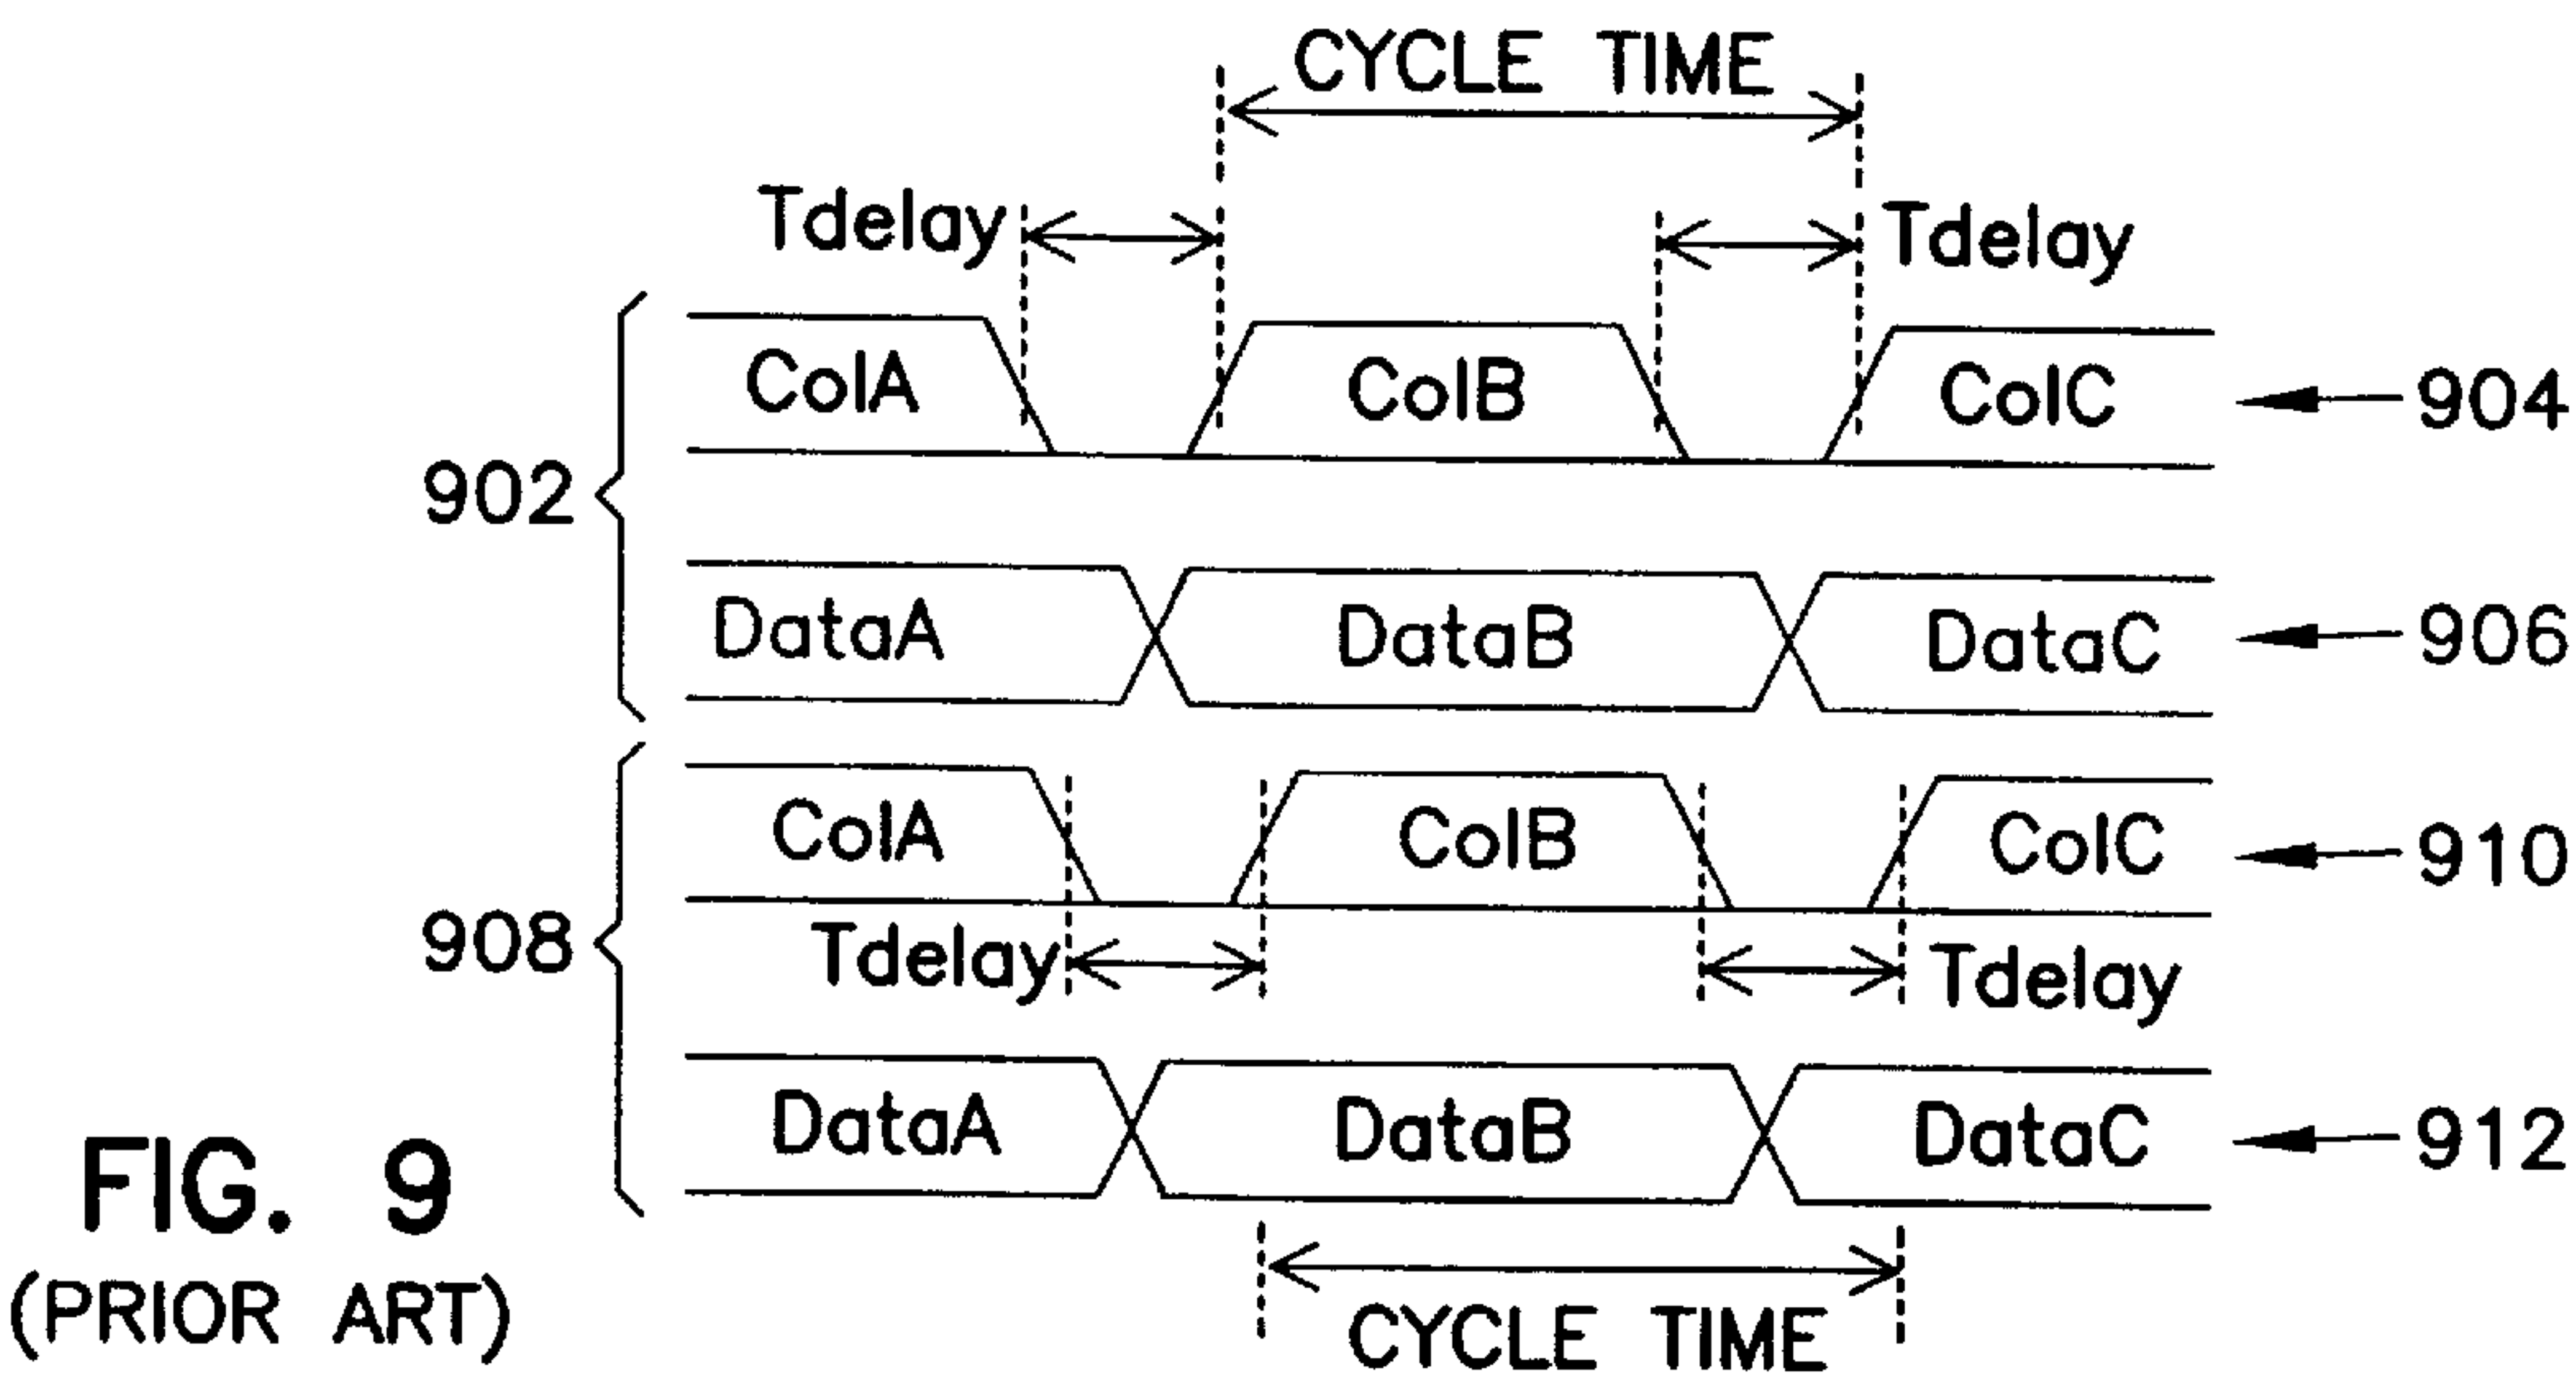 CYCLE TIME
Tdelay Tdelay
ColA ColB ColC 904
902
DataA DataB DataC 906
ColA ColB ColC 910
908
Tdelay Tdelay
DataA DataB DataC 912
FIG. 9
(PRIOR ART)
CYCLE TIME